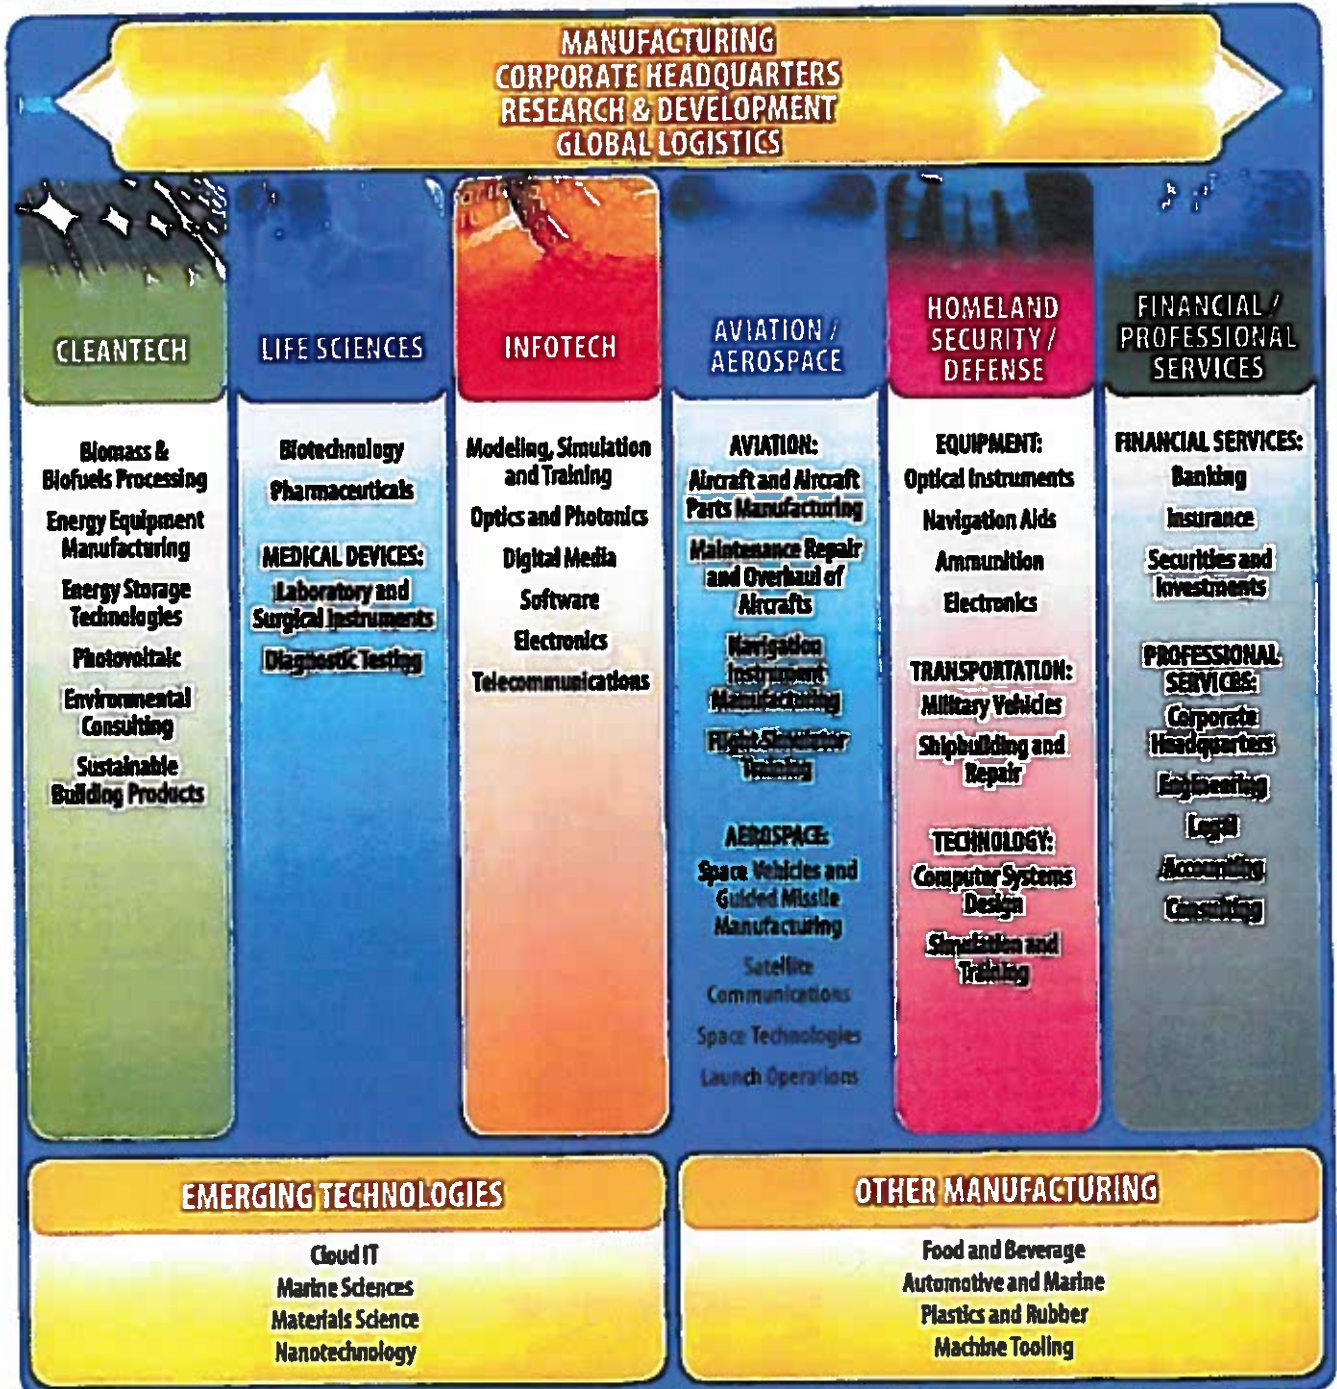 MANUFACTURING
CORPORATE HEADQUARTERS
RESEARCH & DEVELOPMENT
GLOBAL LOGISTICS
CLEANTECH
Biomass &
Biofuels Processing
Energy Equipment
Manufacturing
Energy Storage
Technologies
Photovoltaic
Environmental
Consulting
Sustainable
Building Products
LIFE SCIENCES
Biotechnology
Pharmaceuticals
MEDICAL DEVICES:
Laboratory and
Surgical Instruments
Diagnostic Testing
INFOTECH
Modeling, Simulation
and Training
Optics and Photonics
Digital Media
Software
Electronics
Telecommunications
AVIATION /
AEROSPACE
AVIATION:
Aircraft and Aircraft
Parts Manufacturing
Maintenance Repair
and Overhaul of
Aircrafts
Navigation
Instrument
Manufacturing
Flight Simulator
Training
AEROSPACE:
Space Vehicles and
Guided Missile
Manufacturing
Satellite
Communications
Space Technologies
Launch Operations
HOMELAND
SECURITY /
DEFENSE
EQUIPMENT:
Optical Instruments
Navigation Aids
Ammunition
Electronics
TRANSPORTATION:
Military Vehicles
Shipbuilding and
Repair
TECHNOLOGY:
Computer Systems
Design
Simulation and
Training
FINANCIAL /
PROFESSIONAL
SERVICES
FINANCIAL SERVICES:
Banking
Insurance
Securities and
Investments
PROFESSIONAL
SERVICES:
Corporate
Headquarters
Engineering
Legal
Accounting
Consulting
EMERGING TECHNOLOGIES
Cloud IT
Marine Sciences
Materials Science
Nanotechnology
OTHER MANUFACTURING
Food and Beverage
Automotive and Marine
Plastics and Rubber
Machine Tooling